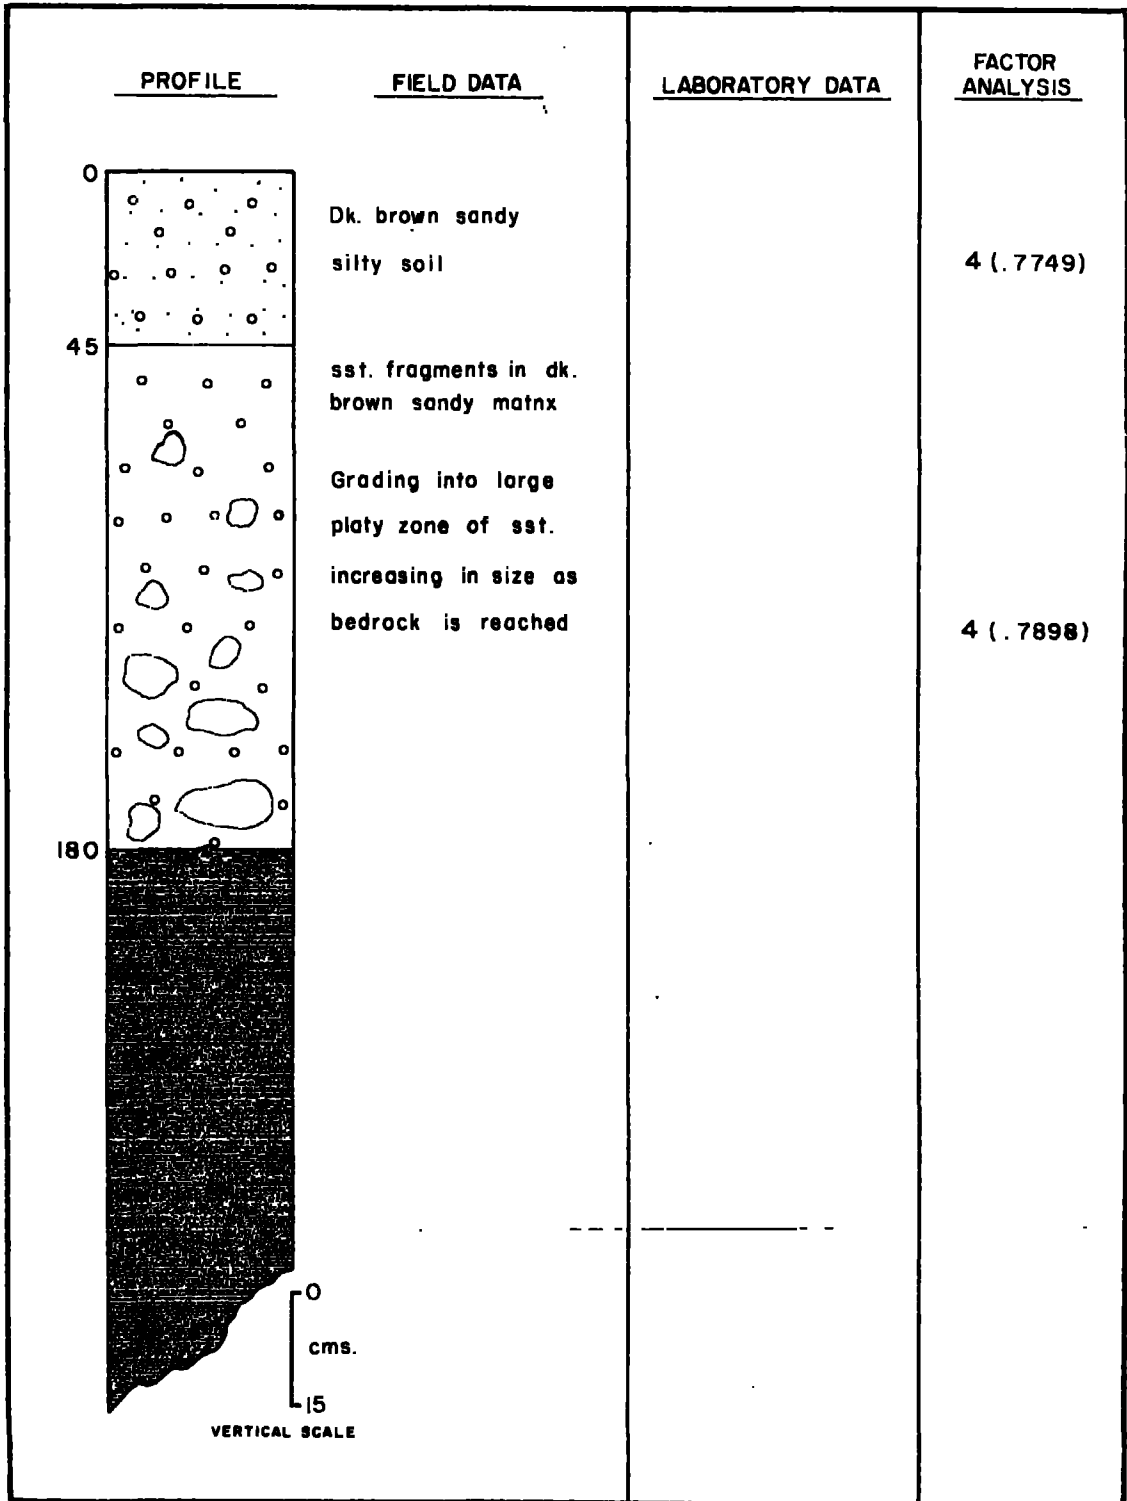 PROFILE
FIELD DATA
LABORATORY DATA
FACTOR
ANALYSIS
0
Dk. brown sandy
silty soil
4 (.7749)
45
sst. fragments in dk.
brown sandy matrix
Grading into large
platy zone of sst.
increasing in size as
bedrock is reached
4 (.7898)
180
0
cms.
15
VERTICAL SCALE